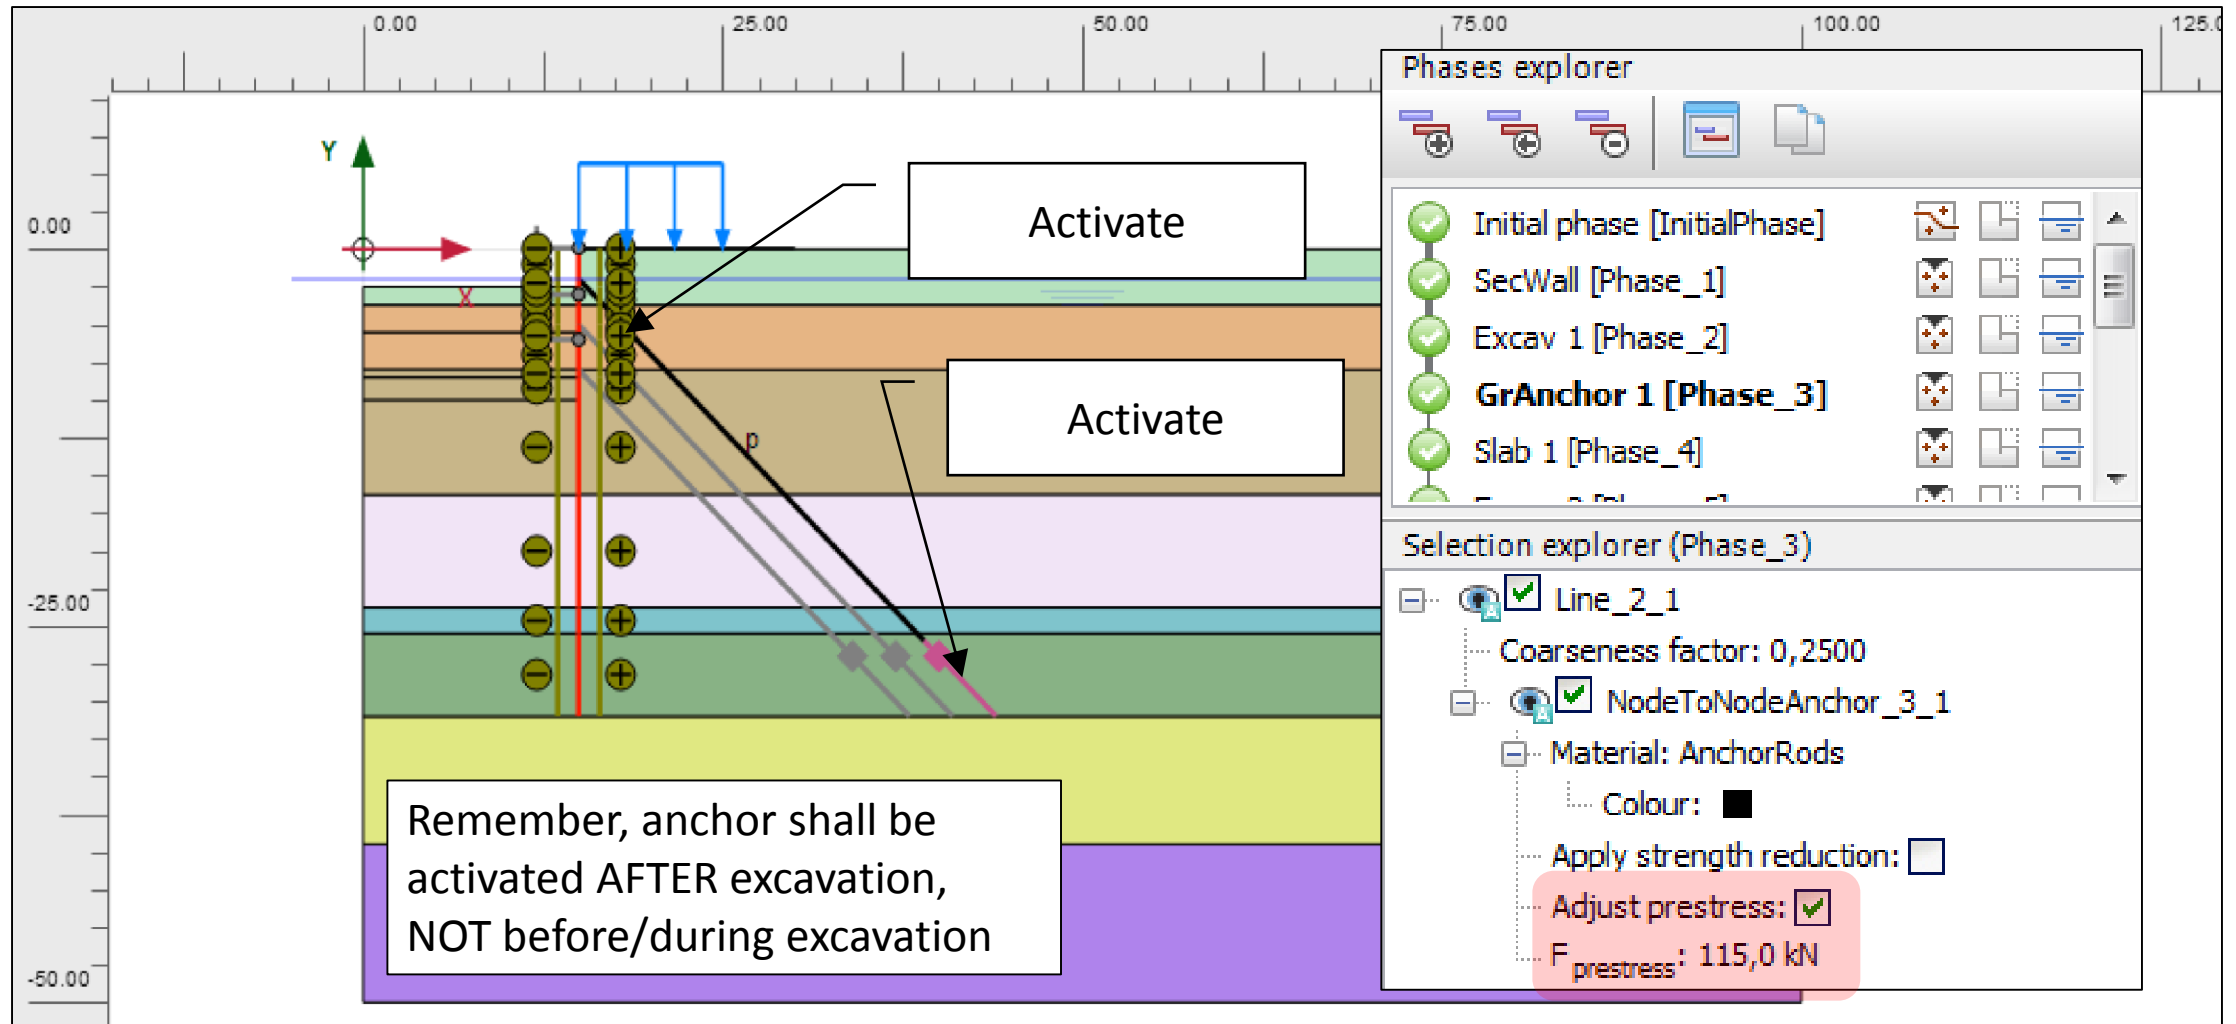 0.00
25.00
50.00
75.00
100.00
Y
0.00
X
p
-25.00
-50.00
Activate
Activate
Remember, anchor shall be
activated AFTER excavation,
NOT before/during excavation
Phases explorer
Initial phase [InitialPhase]
SecWall [Phase_1]
Excav 1 [Phase_2]
GrAnchor 1 [Phase_3]
Slab 1 [Phase_4]
Selection explorer (Phase_3)
Line_2_1
Coarseness factor: 0,2500
NodeToNodeAnchor_3_1
Material: AnchorRods
Colour:
Apply strength reduction:
Adjust prestress:
F prestress: 115,0 kN